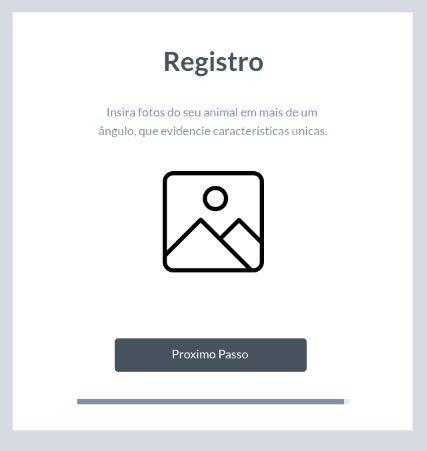 Registro
Insira fotos do seu animal em mais de um
ângulo, que evidencie características unicas.
Proximo Passo